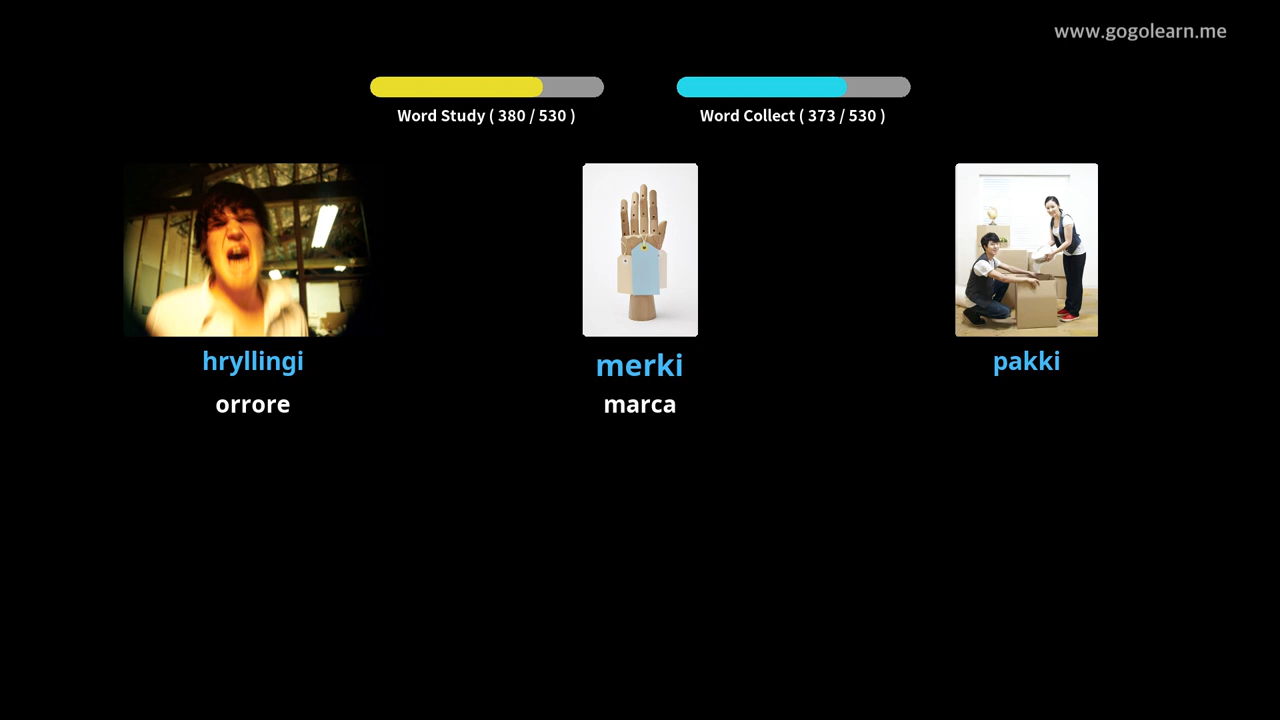 www.gogolearn.me
Word Study ( 380 / 530 )
Word Collect ( 373 / 530 )
hryllingi
merki
pakki
orrore
marca